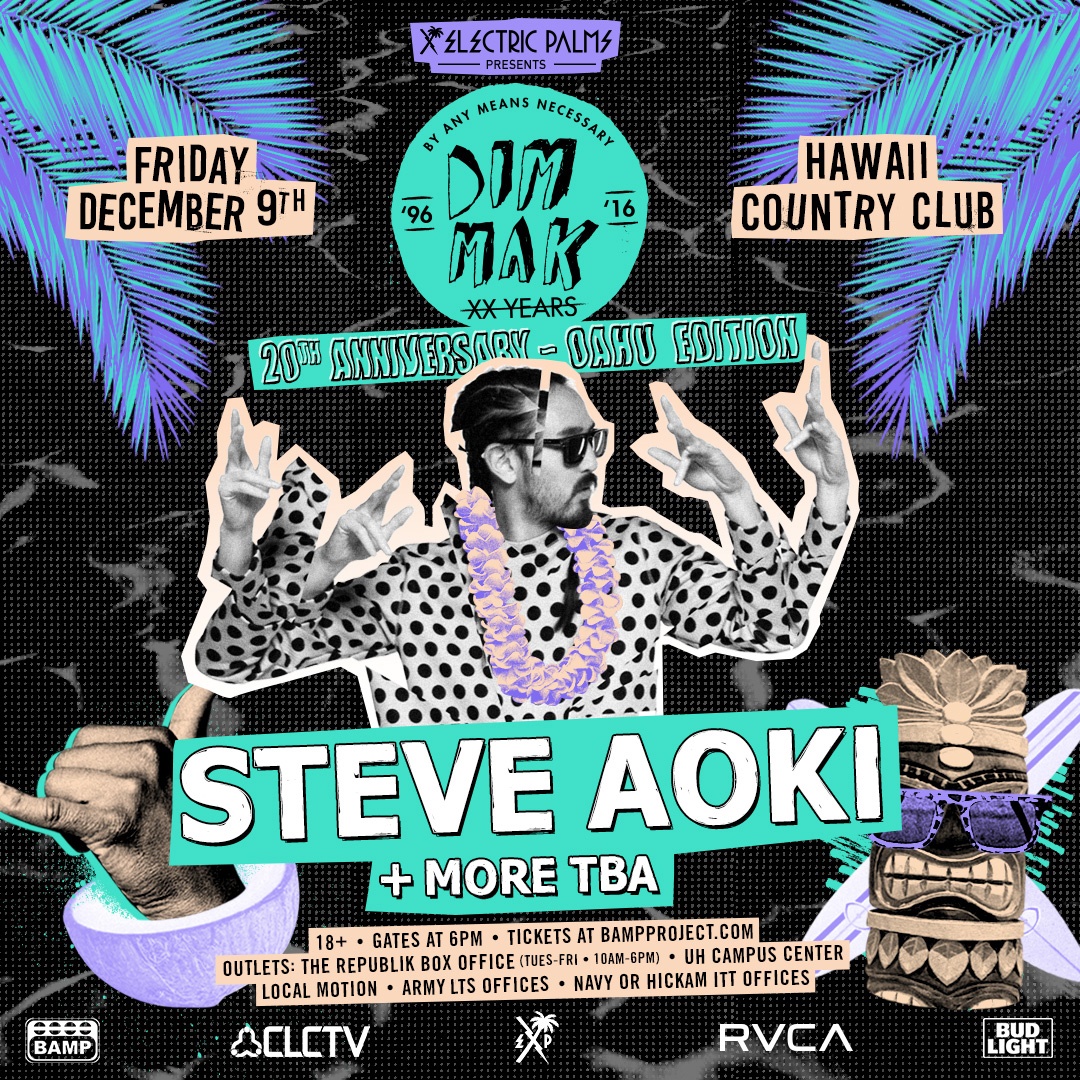 ELECTRIC PALMS
PRESENTS
BY ANY MEANS NECESSARY
DIM
MAK
'96
'16
XX YEARS
FRIDAY
DECEMBER 9TH
HAWAII
COUNTRY CLUB
20TH ANNIVERSARY - OAHU EDITION
STEVE AOKI
+ MORE TBA
18+ • GATES AT 6PM • TICKETS AT BAMPPROJECT.COM
OUTLETS: THE REPUBLIK BOX OFFICE (TUES-FRI • 10AM-6PM) • UH CAMPUS CENTER
LOCAL MOTION • ARMY LTS OFFICES • NAVY OR HICKAM ITT OFFICES
BAMP
CLCTV
E P
RVCA
BUD
LIGHT